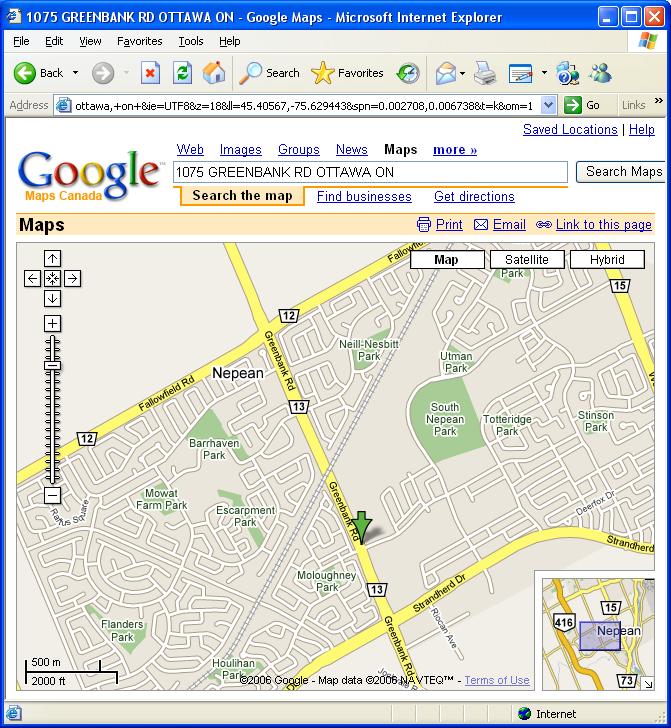 1075 GREENBANK RD OTTAWA ON - Google Maps - Microsoft Internet Explorer
File Edit View Favorites Tools Help
Back Search Favorites
Address ottawa,+on+&ie=UTF8&z=18&ll=45.40567,-75.629443&spn=0.002708,0.006738&t=k&om=1 Go Links »
Saved Locations | Help
Web Images Groups News Maps more »
Google™
Maps Canada
1075 GREENBANK RD OTTAWA ON Search Maps
Search the map Find businesses Get directions
Maps Print Email Link to this page
Map Satellite Hybrid
Fallowfield
Park
15
12
Greenbank Rd
Neill-Nesbitt
Park
Utman
Park
Nepean
Fallowfield Rd
13
South
Nepean
Park
Totteridge
Park
Stinson
Park
12
Barrhaven
Park
Mowat
Farm Park
Escarpment
Park
Greenbank Rd
Deerfox Dr
Strandherd
Moloughney
Park
13
Strandherd Dr
Riocan Ave
Greenbank Rd
Flanders
Park
Houlihan
Park
15
416
Nepean
73
500 m
2000 ft
©2006 Google - Map data ©2006 NAVTEQ™ - Terms of Use
Internet